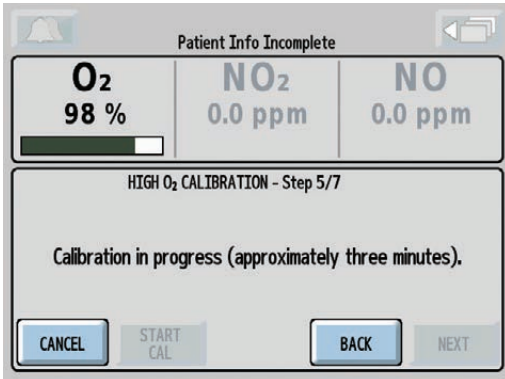 Patient Info Incomplete
O₂ NO₂ NO
98 % 0.0 ppm 0.0 ppm
HIGH O₂ CALIBRATION - Step 5/7
Calibration in progress (approximately three minutes).
CANCEL START CAL BACK NEXT